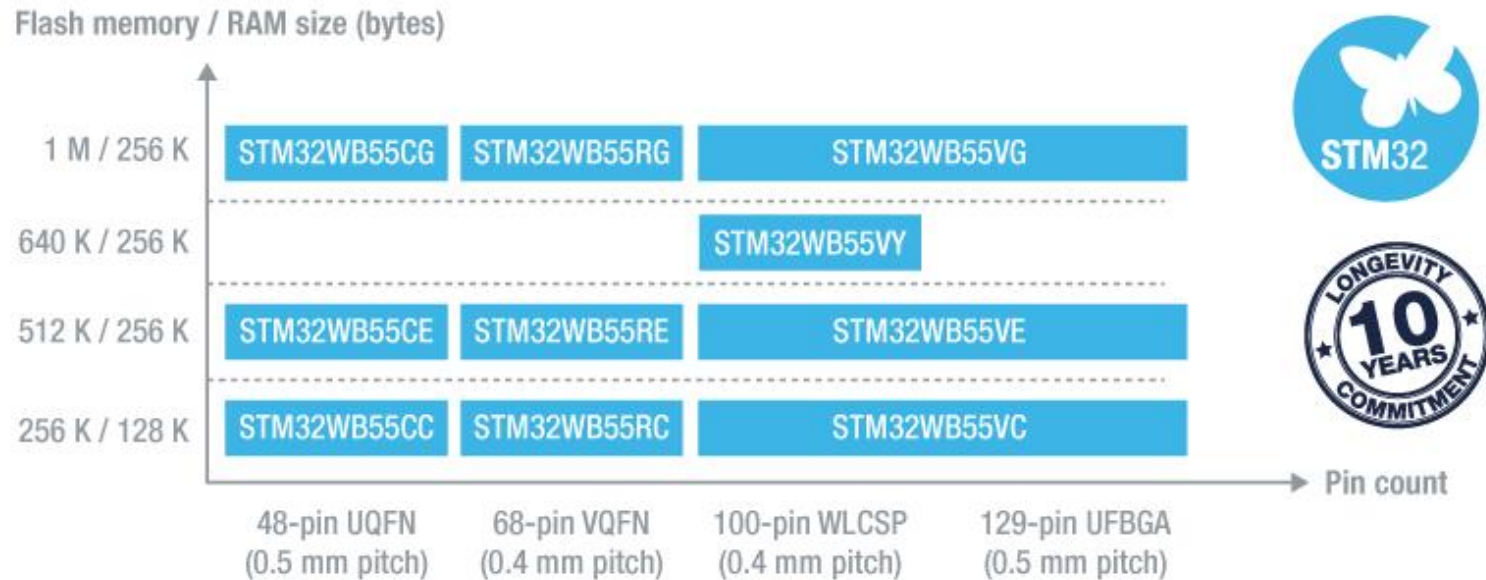 Flash memory / RAM size (bytes)
STM32
1 M / 256 K
STM32WB55CG
STM32WB55RG
STM32WB55VG
640 K / 256 K
STM32WB55VY
LONGEVITY
10
YEARS
COMMITMENT
512 K / 256 K
STM32WB55CE
STM32WB55RE
STM32WB55VE
256 K / 128 K
STM32WB55CC
STM32WB55RC
STM32WB55VC
Pin count
48-pin UQFN
(0.5 mm pitch)
68-pin VQFN
(0.4 mm pitch)
100-pin WLCSP
(0.4 mm pitch)
129-pin UFBGA
(0.5 mm pitch)